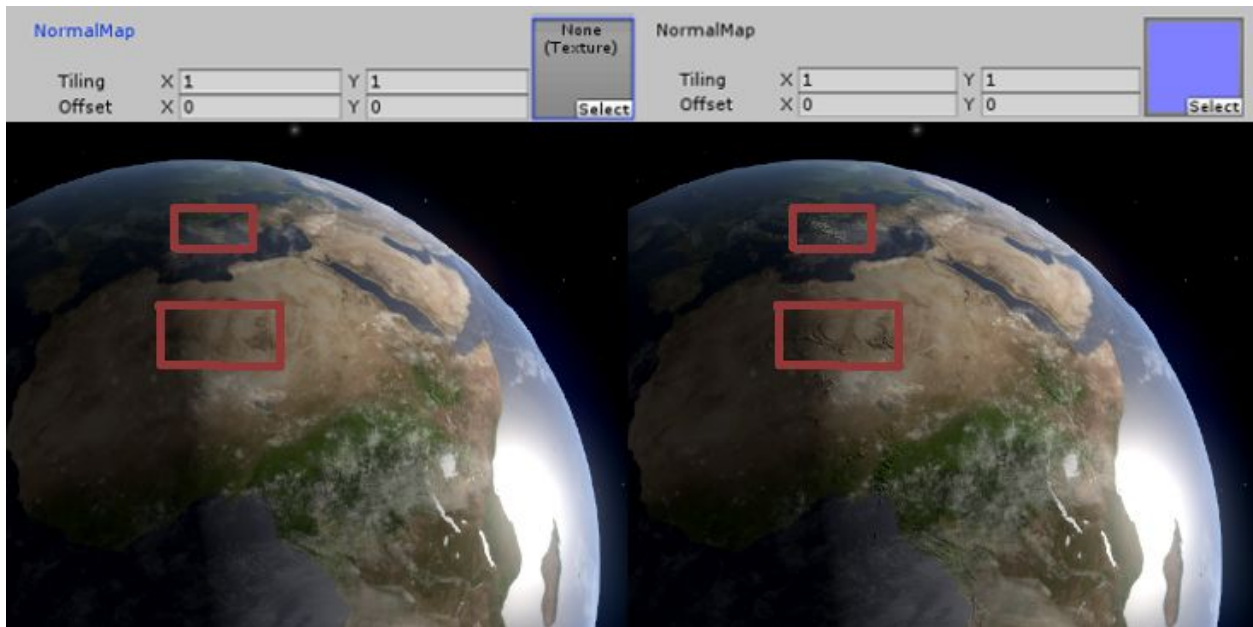 NormalMap
None
(Texture)
Tiling X 1 Y 1
Offset X 0 Y 0
Select
NormalMap
Tiling X 1 Y 1
Offset X 0 Y 0
Select